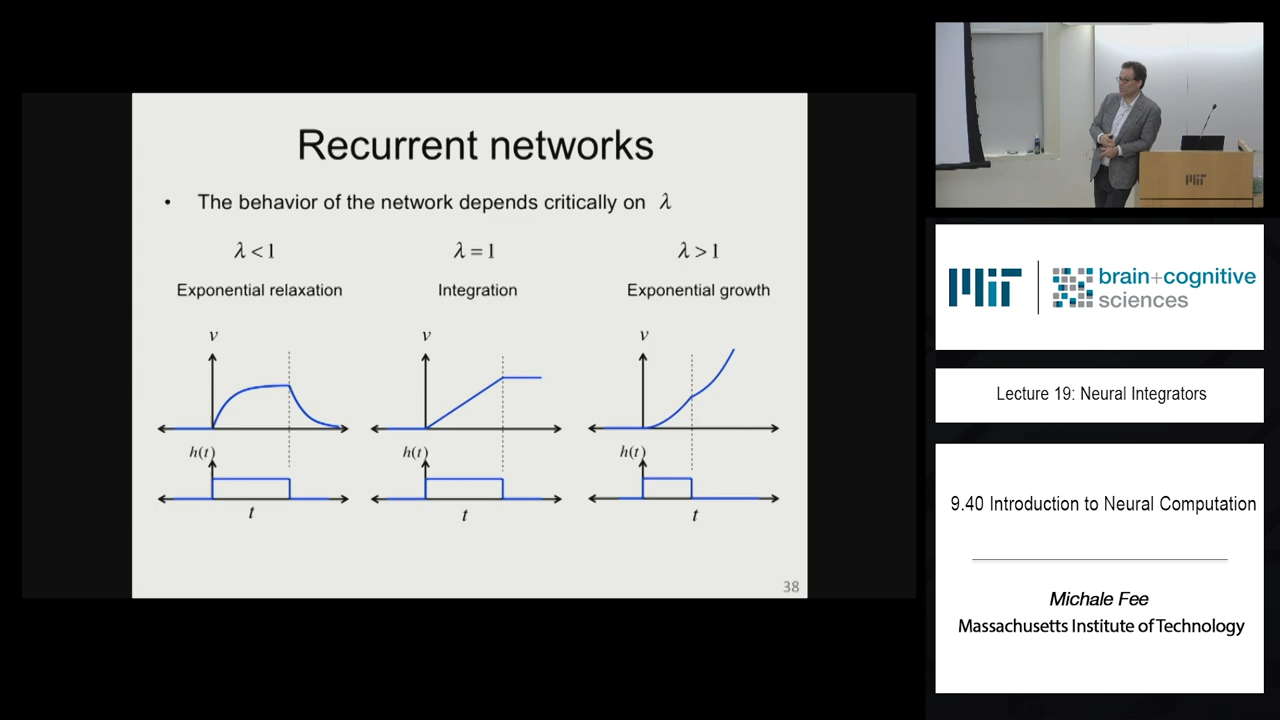 Recurrent networks
• The behavior of the network depends critically on λ
λ < 1
λ = 1
λ > 1
Exponential relaxation
Integration
Exponential growth
v
v
v
h(t)
h(t)
h(t)
t
t
t
38
MIT
MIT
brain+cognitive
sciences
Lecture 19: Neural Integrators
9.40 Introduction to Neural Computation
Michale Fee
Massachusetts Institute of Technology